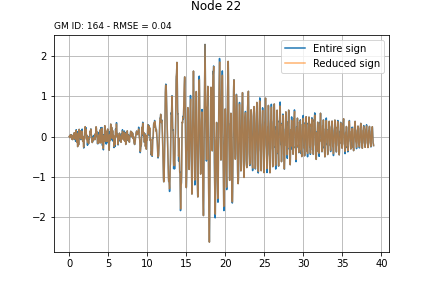 Node 22
GM ID: 164 - RMSE = 0.04
Entire sign
Reduced sign
2
1
0
−1
−2
0 5 10 15 20 25 30 35 40